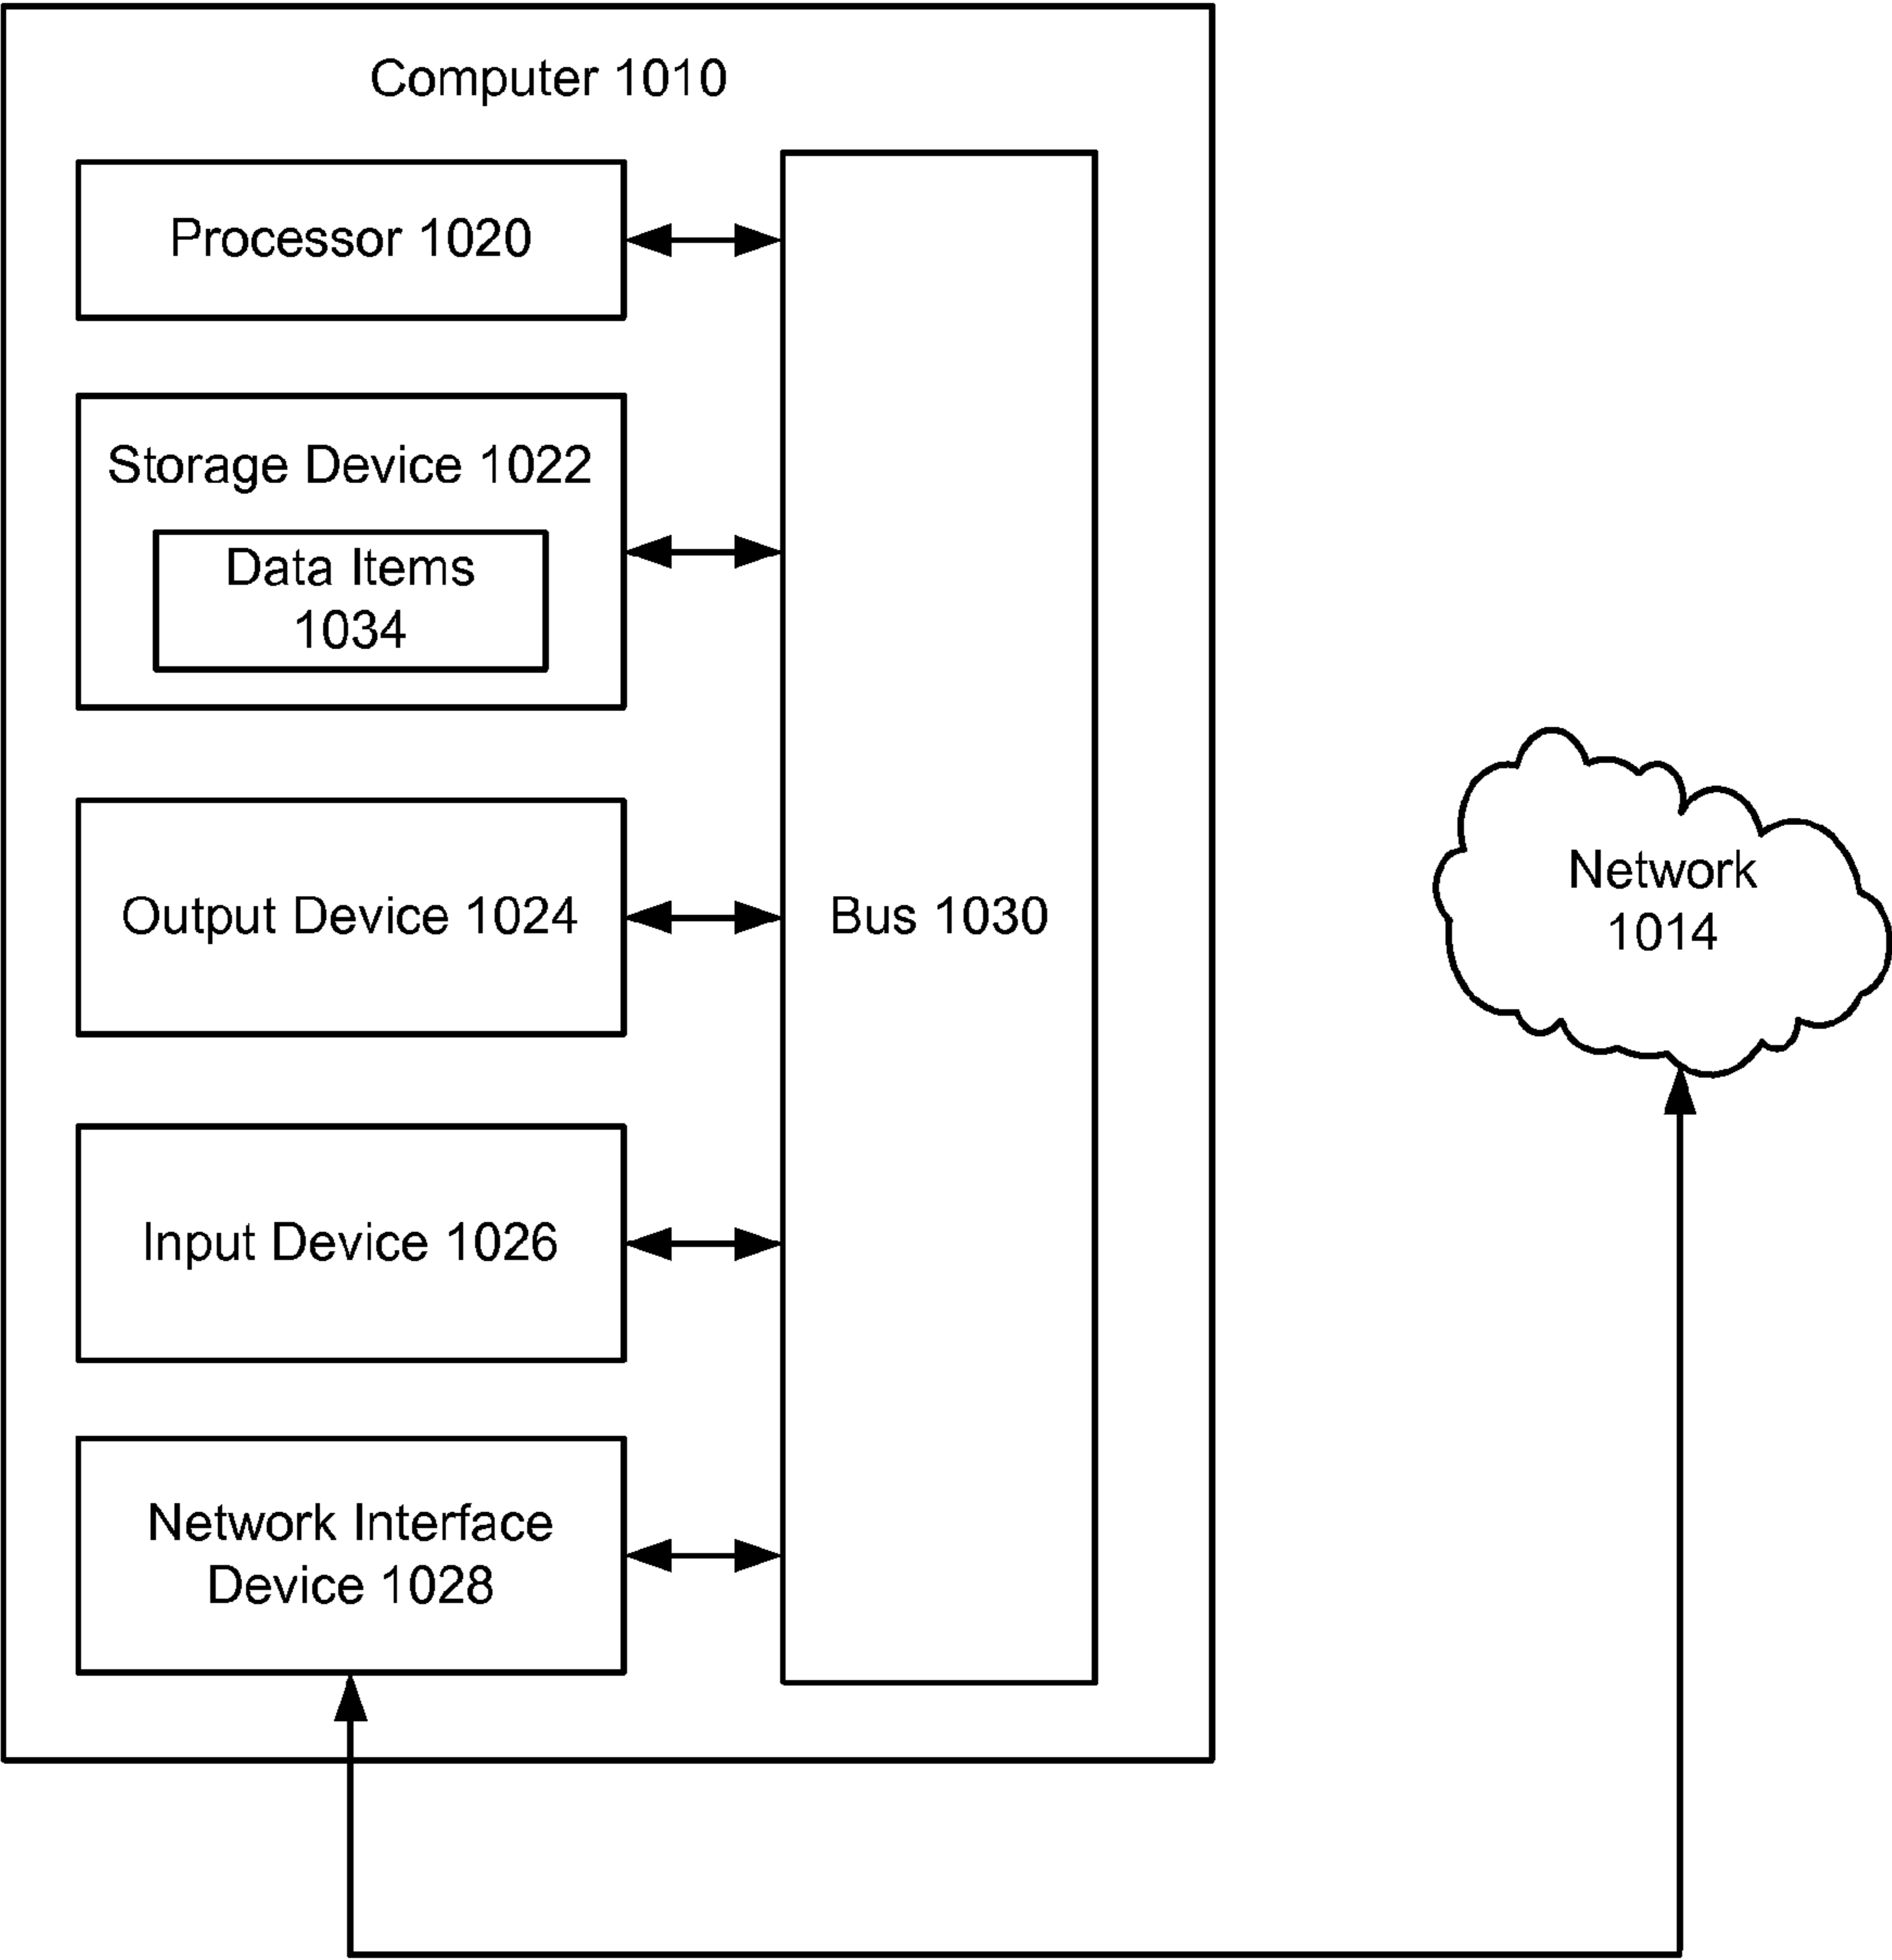 Computer 1010
Processor 1020
Storage Device 1022
Data Items
1034
Output Device 1024
Input Device 1026
Network Interface
Device 1028
Bus 1030
Network
1014